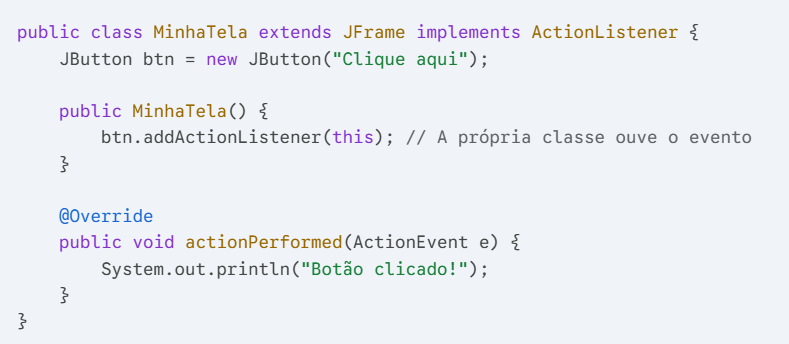 public class MinhaTela extends JFrame implements ActionListener {
    JButton btn = new JButton("Clique aqui");

    public MinhaTela() {
        btn.addActionListener(this); // A própria classe ouve o evento
    }

    @Override
    public void actionPerformed(ActionEvent e) {
        System.out.println("Botão clicado!");
    }
}